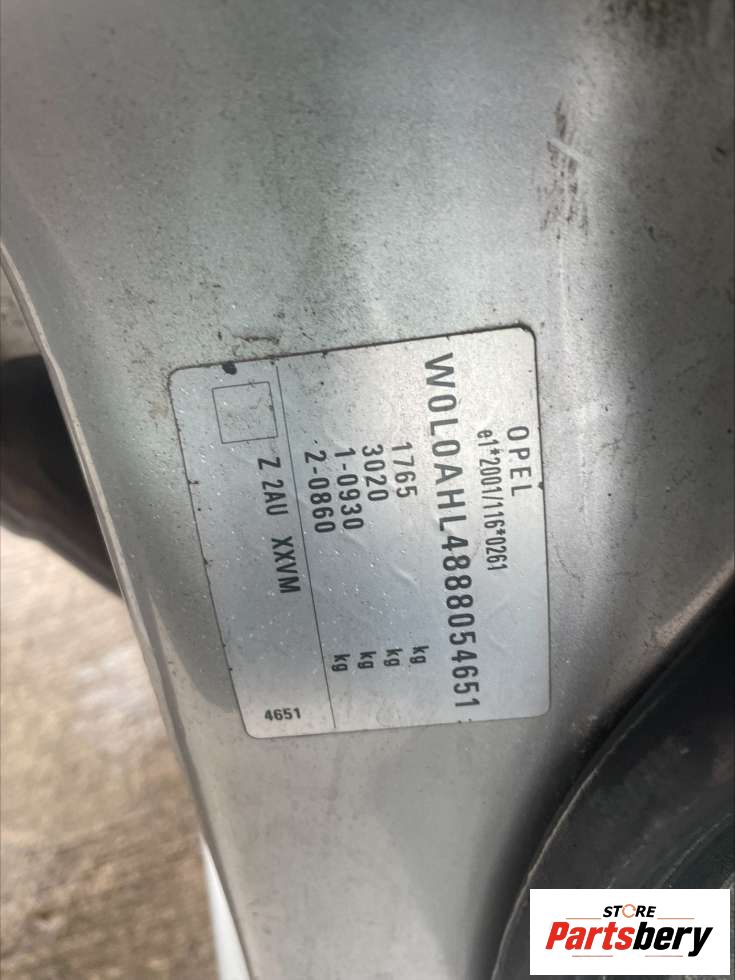 OPEL
e1*2001/116*0261
W0L0AHL4888054651
1765 kg
3020 kg
1-0930 kg
2-0860 kg
Z 2AU XXVM
4651
STORE
Partsbery